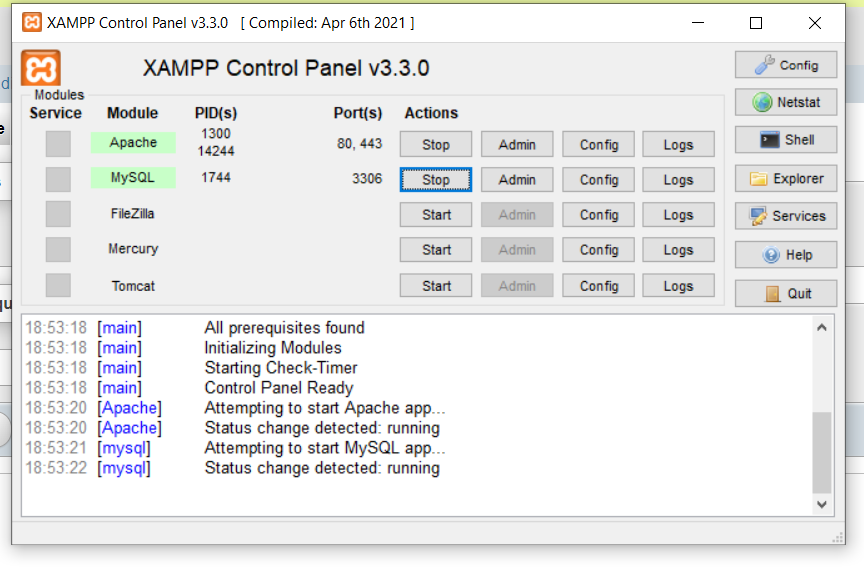 XAMPP Control Panel v3.3.0 [ Compiled: Apr 6th 2021 ]
XAMPP Control Panel v3.3.0
Config
Modules
Service Module PID(s) Port(s) Actions
Netstat
Apache 1300 14244 80, 443 Stop Admin Config Logs
Shell
MySQL 1744 3306 Stop Admin Config Logs
Explorer
FileZilla Start Admin Config Logs
Services
Mercury Start Admin Config Logs
Help
Tomcat Start Admin Config Logs
Quit
18:53:18 [main] All prerequisites found
18:53:18 [main] Initializing Modules
18:53:18 [main] Starting Check-Timer
18:53:18 [main] Control Panel Ready
18:53:20 [Apache] Attempting to start Apache app...
18:53:20 [Apache] Status change detected: running
18:53:21 [mysql] Attempting to start MySQL app...
18:53:22 [mysql] Status change detected: running